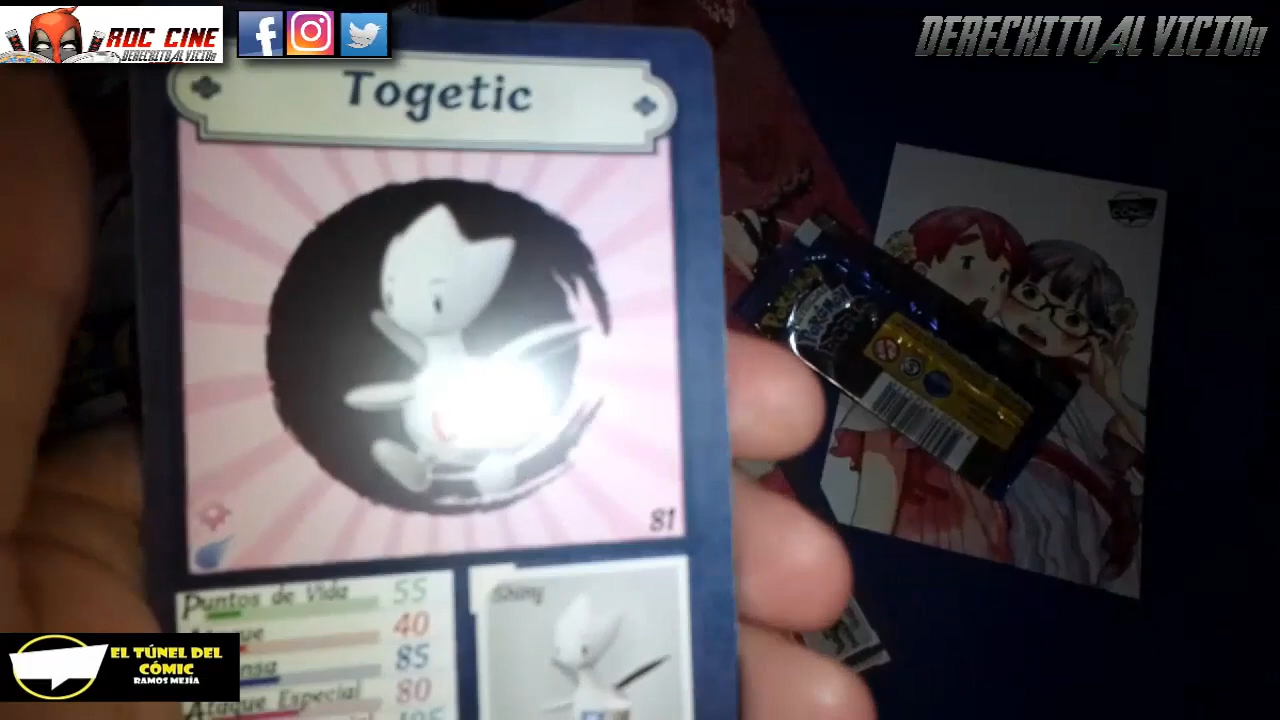 ROC CINE
DERECHITO AL VICIO!!
DERECHITO AL VICIO!!
Togetic
81
Puntos de Vida 55
40
85
Ataque Especial 80
Shiny
Pokémon
EL TÚNEL DEL
CÓMIC
RAMOS MEJÍA